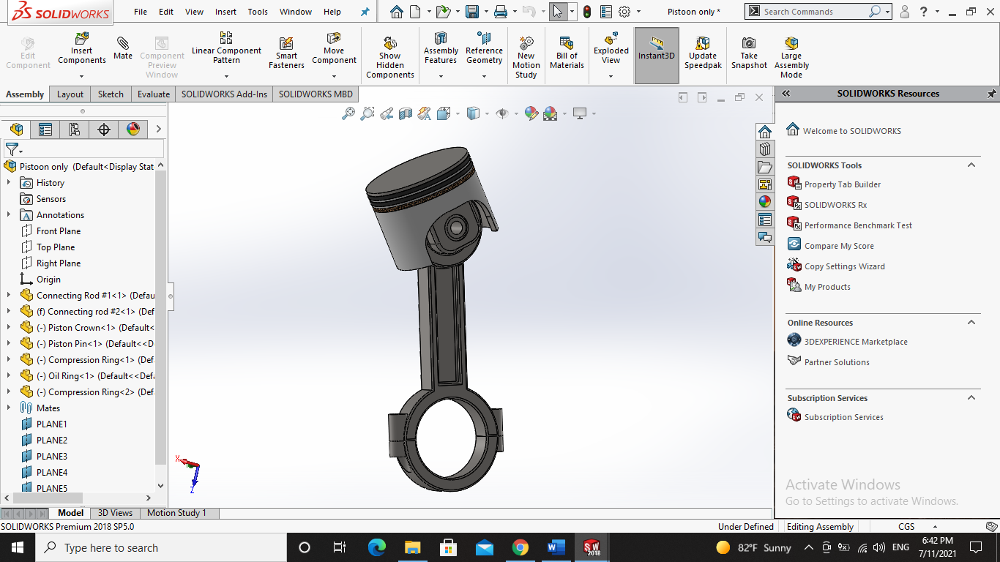 SOLIDWORKS
File Edit View Insert Tools Window Help
Pistoon only *
Search Commands
Edit Component
Insert Components
Mate
Component Preview Window
Linear Component Pattern
Smart Fasteners
Move Component
Show Hidden Components
Assembly Features
Reference Geometry
New Motion Study
Bill of Materials
Exploded View
Instant3D
Update Speedpak
Take Snapshot
Large Assembly Mode
Assembly Layout Sketch Evaluate SOLIDWORKS Add-Ins SOLIDWORKS MBD
Pistoon only (Default<Display Stat
History
Sensors
Annotations
Front Plane
Top Plane
Right Plane
Origin
Connecting Rod #1<1> (Defau
(f) Connecting rod #2<1> (Def
(-) Piston Crown<1> (Default<
(-) Piston Pin<1> (Default<<D
(-) Compression Ring<1> (Def
(-) Oil Ring<1> (Default<<Defa
(-) Compression Ring<2> (Def
Mates
PLANE1
PLANE2
PLANE3
PLANE4
PLANE5
X
Z
SOLIDWORKS Resources
Welcome to SOLIDWORKS
SOLIDWORKS Tools
Property Tab Builder
SOLIDWORKS Rx
Performance Benchmark Test
Compare My Score
Copy Settings Wizard
My Products
Online Resources
3DEXPERIENCE Marketplace
Partner Solutions
Subscription Services
Subscription Services
Activate Windows
Go to Settings to activate Windows.
Model 3D Views Motion Study 1
SOLIDWORKS Premium 2018 SP5.0
Under Defined Editing Assembly CGS
Type here to search
SW 2018
82°F Sunny
ENG
6:42 PM
7/11/2021